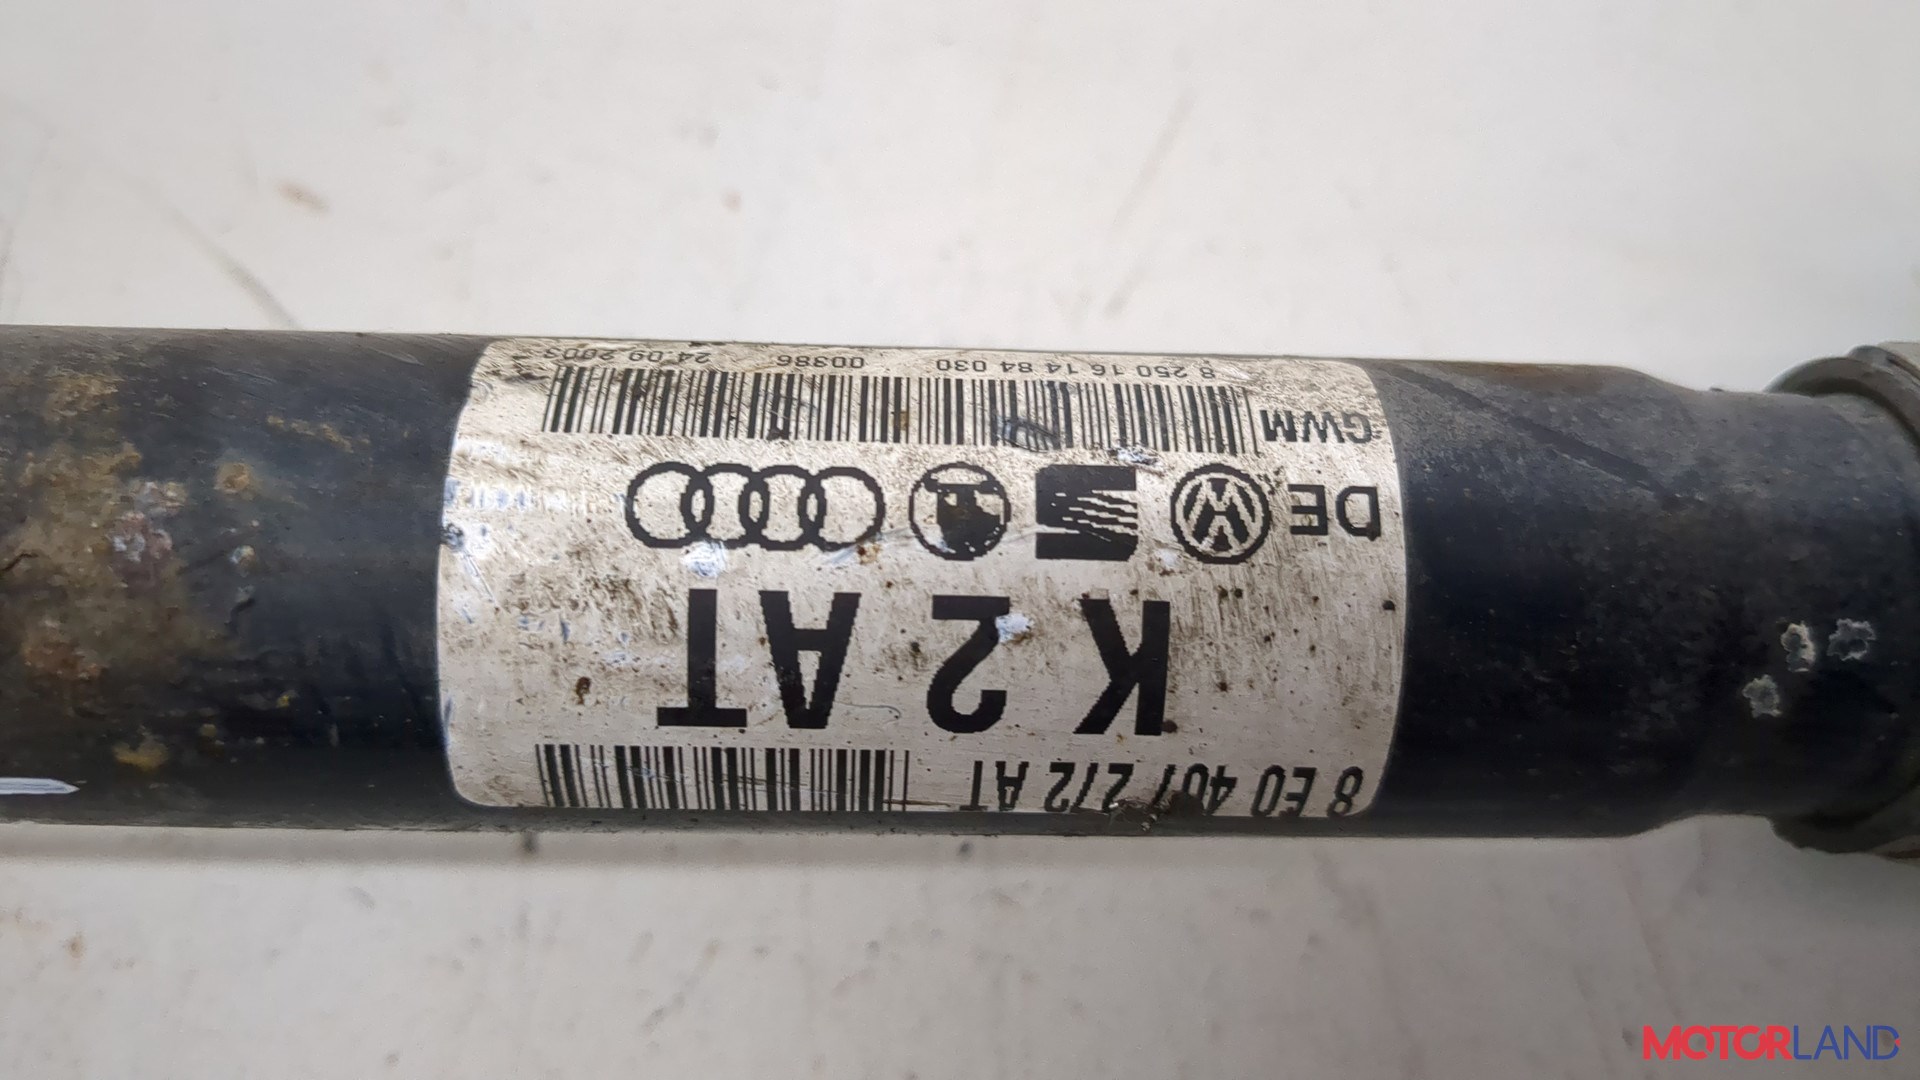 8 E0 407 272 AT
K 2 AT
DE
GWM
8 250 16 14 84 030 00386 24.09.2003
MOTORLAND